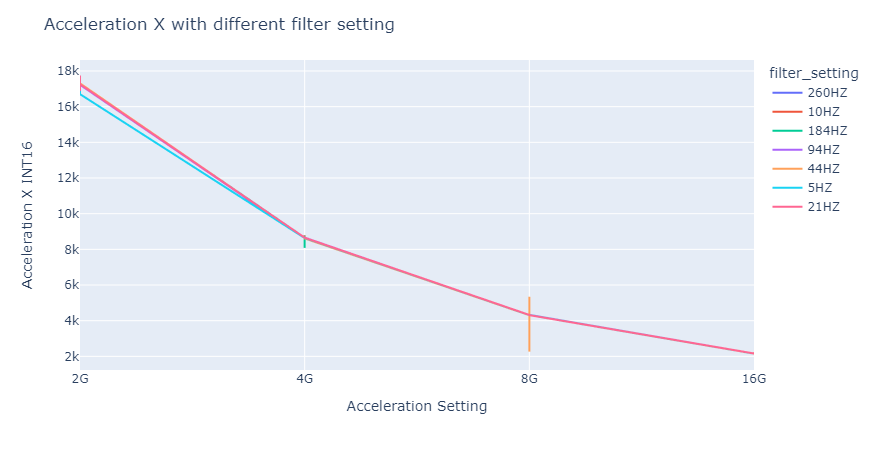 Acceleration X with different filter setting
18k
16k
14k
12k
10k
8k
6k
4k
2k
Acceleration X INT16
2G
4G
8G
16G
Acceleration Setting
filter_setting
260HZ
10HZ
184HZ
94HZ
44HZ
5HZ
21HZ